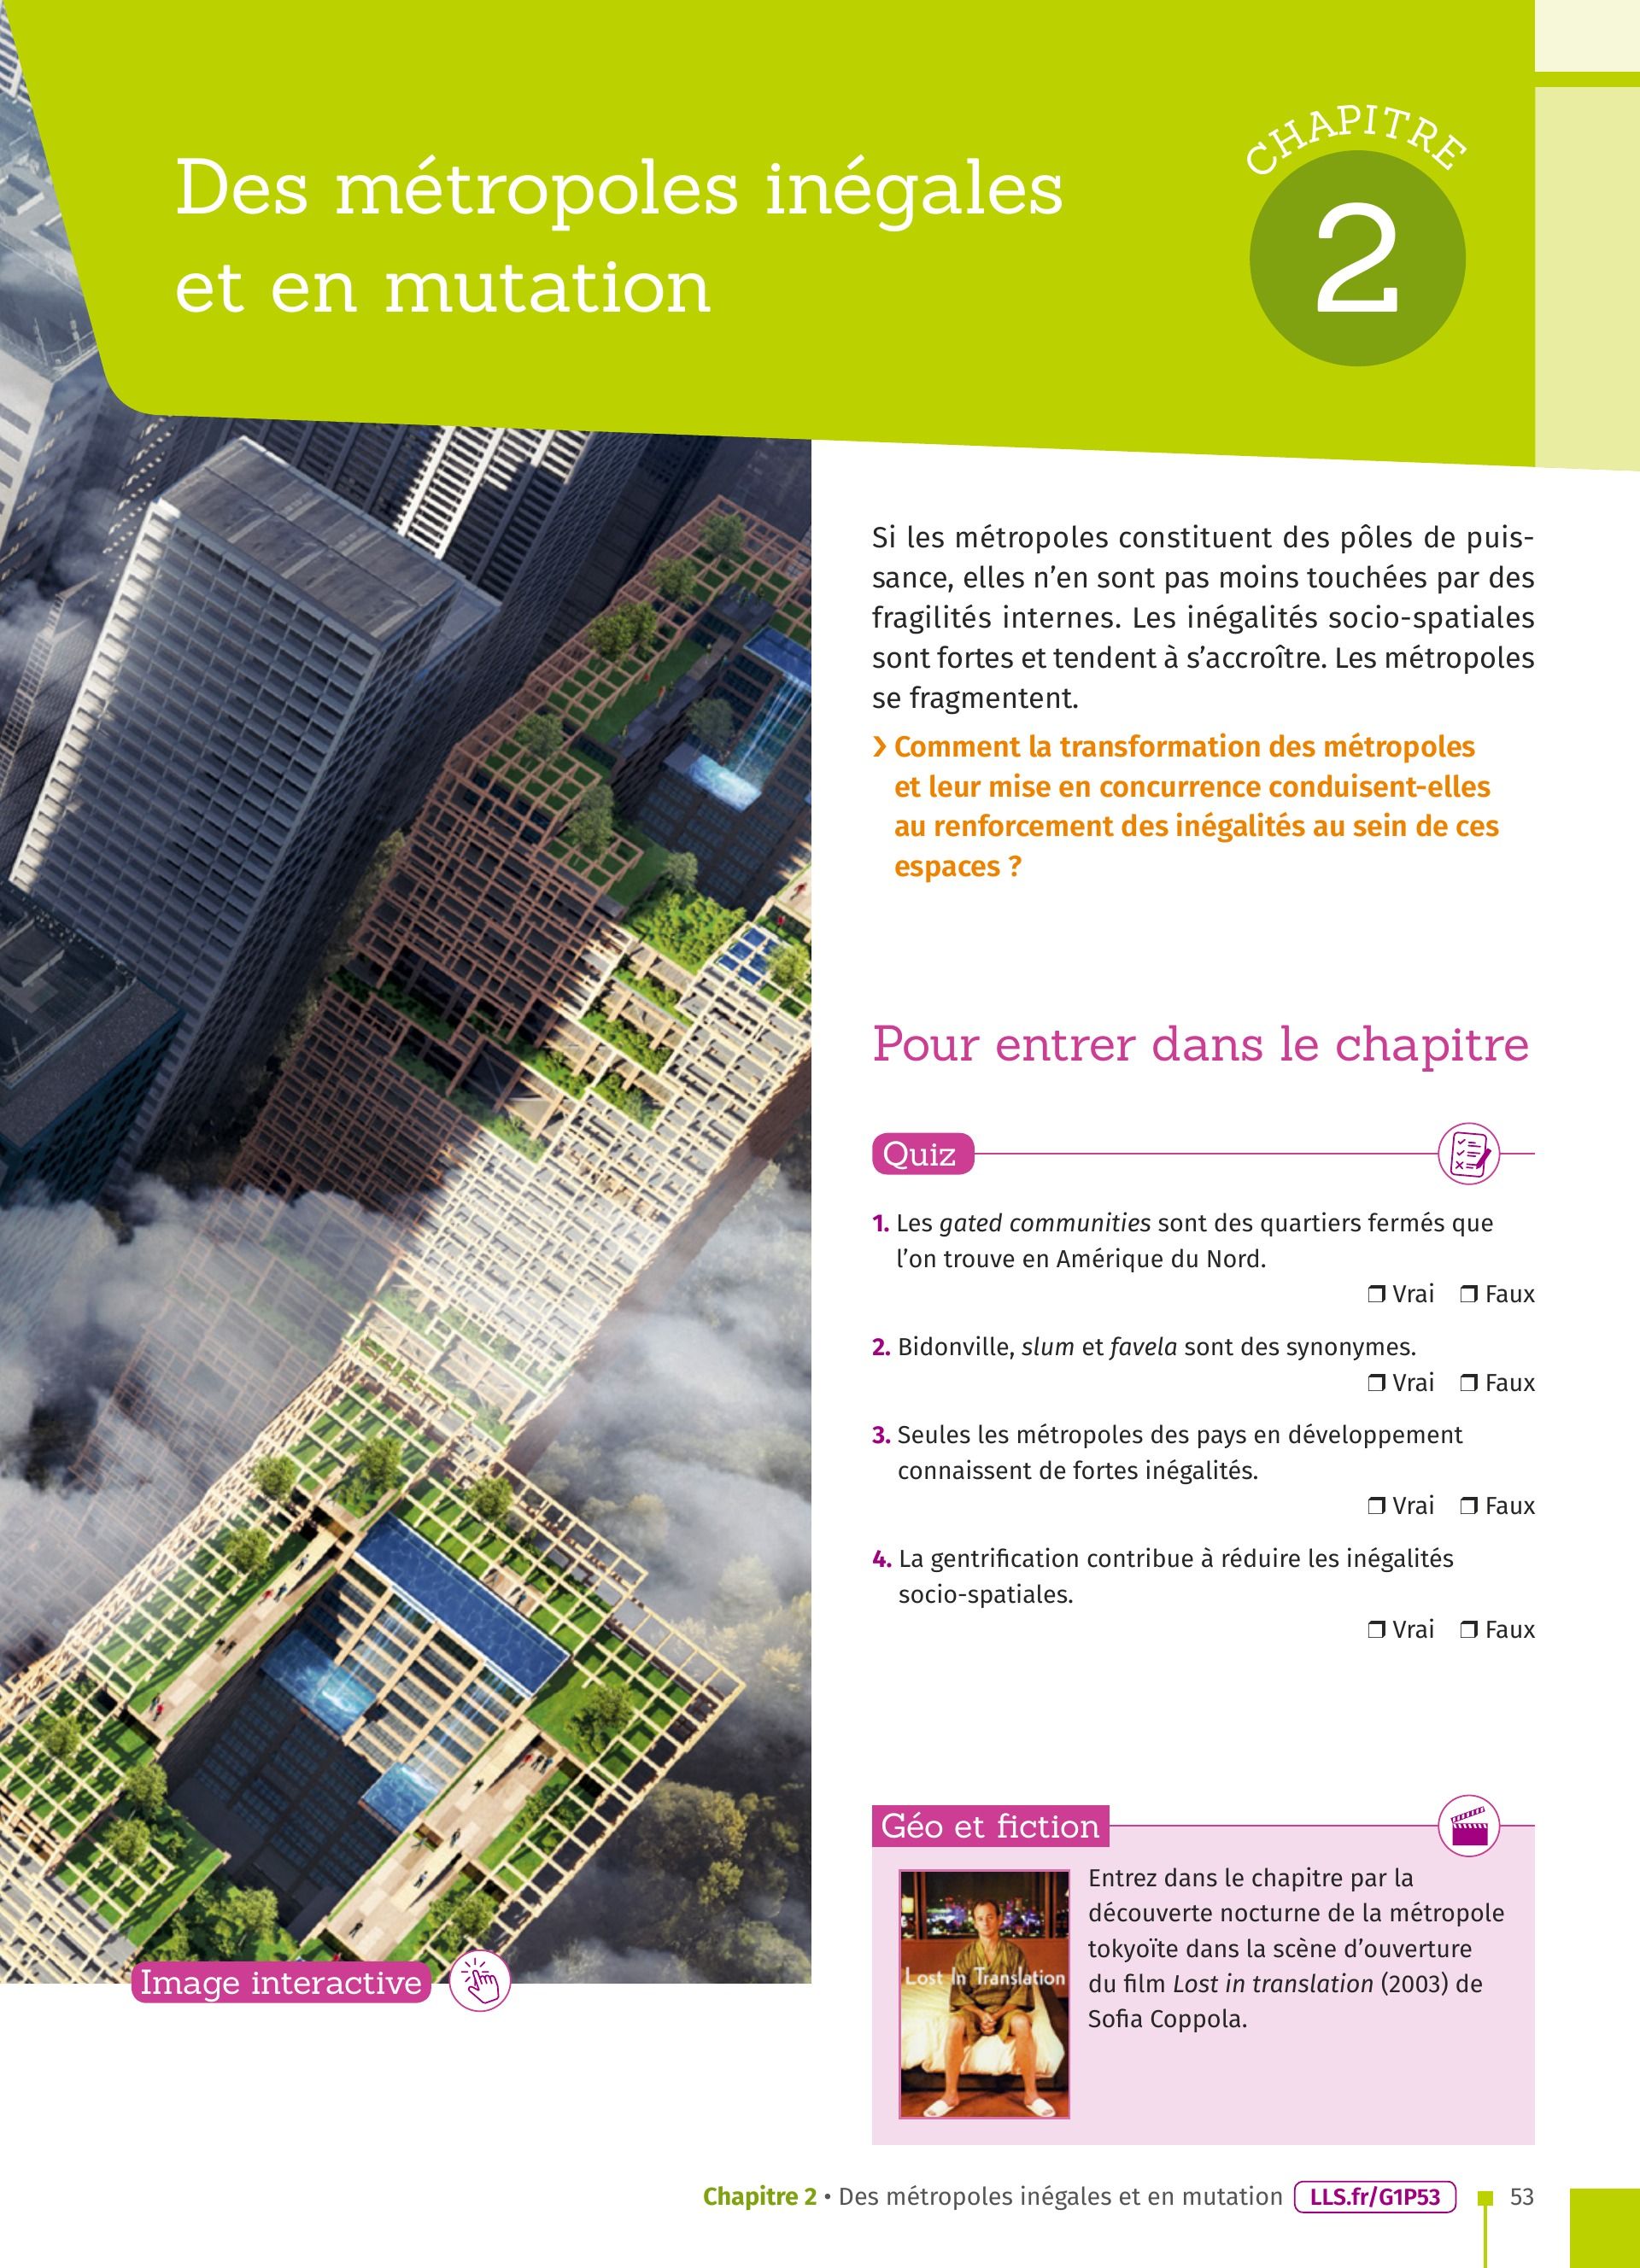 CHAPITRE
2
Des métropoles inégales
et en mutation
Si les métropoles constituent des pôles de puis-
sance, elles n’en sont pas moins touchées par des
fragilités internes. Les inégalités socio-spatiales
sont fortes et tendent à s’accroître. Les métropoles
se fragmentent.
› Comment la transformation des métropoles
et leur mise en concurrence conduisent-elles
au renforcement des inégalités au sein de ces
espaces ?
Pour entrer dans le chapitre
Quiz
1. Les gated communities sont des quartiers fermés que
l’on trouve en Amérique du Nord.
❒ Vrai ❒ Faux
2. Bidonville, slum et favela sont des synonymes.
❒ Vrai ❒ Faux
3. Seules les métropoles des pays en développement
connaissent de fortes inégalités.
❒ Vrai ❒ Faux
4. La gentrification contribue à réduire les inégalités
socio-spatiales.
❒ Vrai ❒ Faux
Géo et fiction
Lost In Translation
Entrez dans le chapitre par la
découverte nocturne de la métropole
tokyoïte dans la scène d’ouverture
du film Lost in translation (2003) de
Sofia Coppola.
Image interactive
Chapitre 2 • Des métropoles inégales et en mutation LLS.fr/G1P53 53